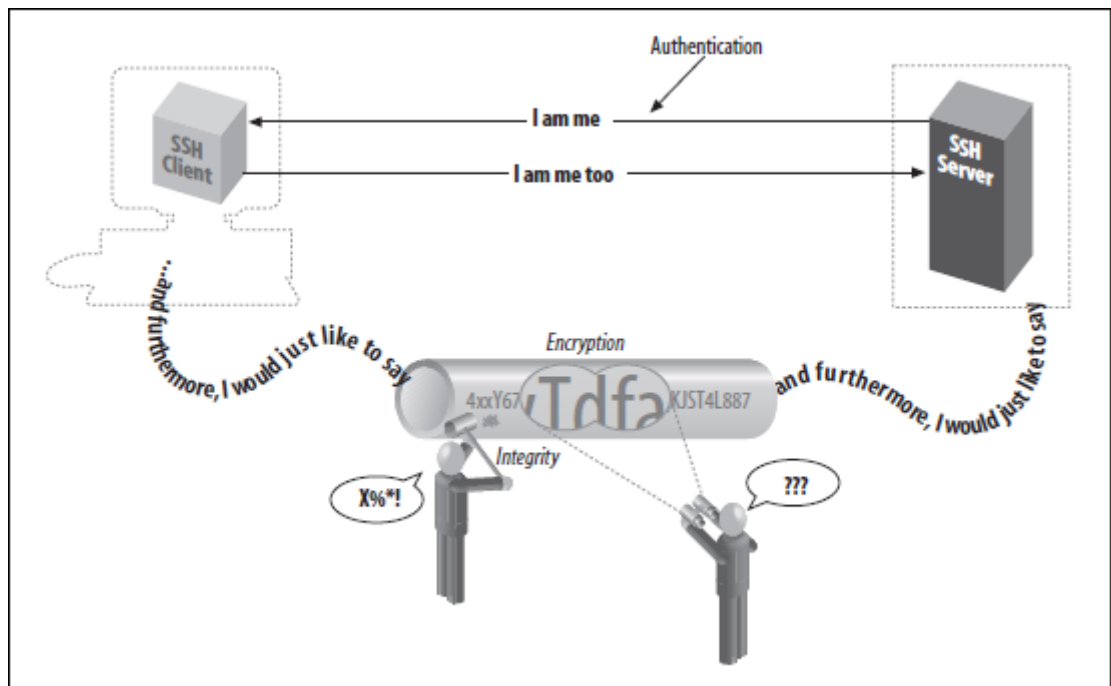 Authentication
I am me
SSH
Client
SSH
Server
I am me too
...and furthermore, I would just like to say
Encryption
4xxY67
yTdfa
KJST4L887
and furthermore, I would just like to say
Integrity
X%*!
???